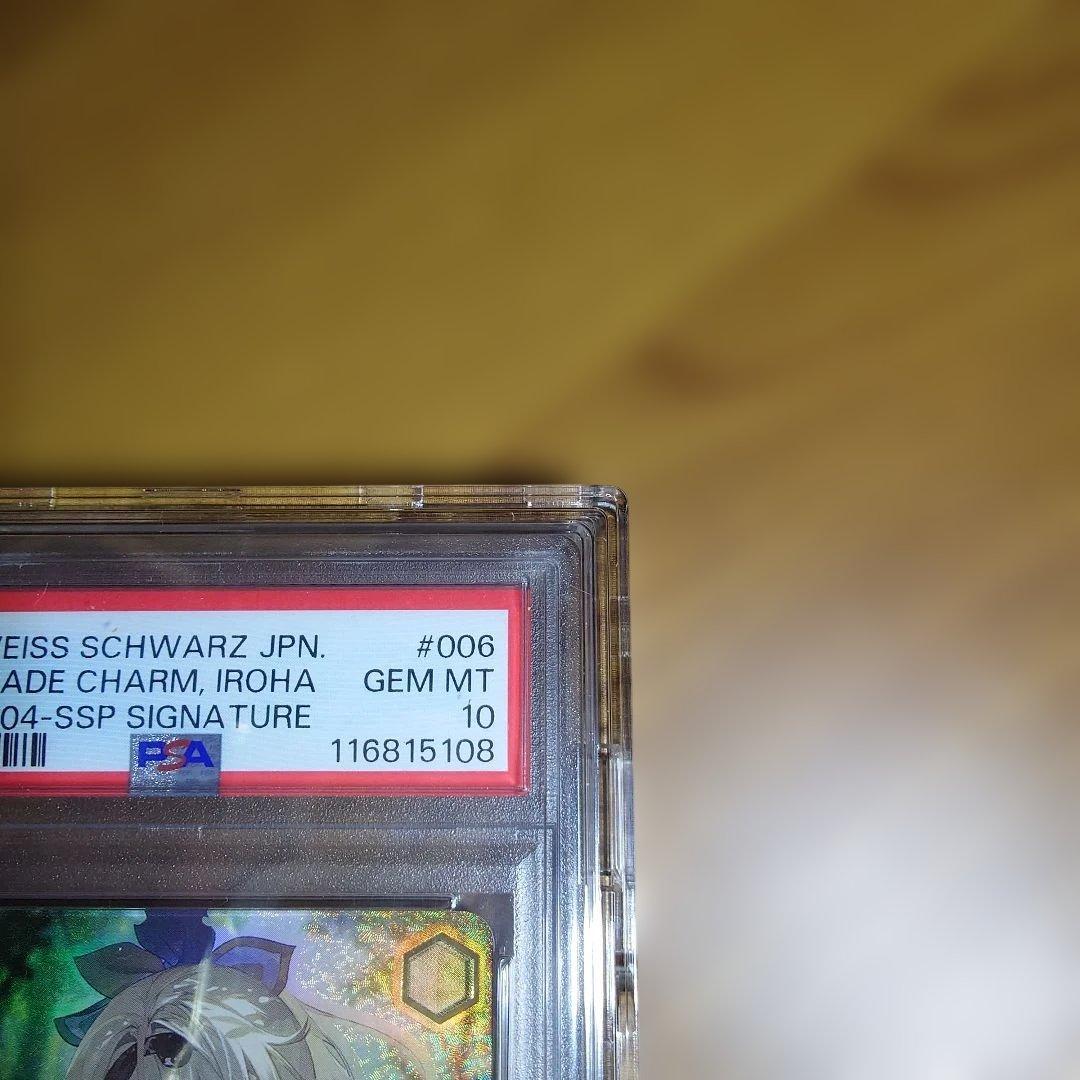 EISS SCHWARZ JPN. #006
ADE CHARM, IROHA GEM MT
04-SSP SIGNATURE 10
PSA 116815108